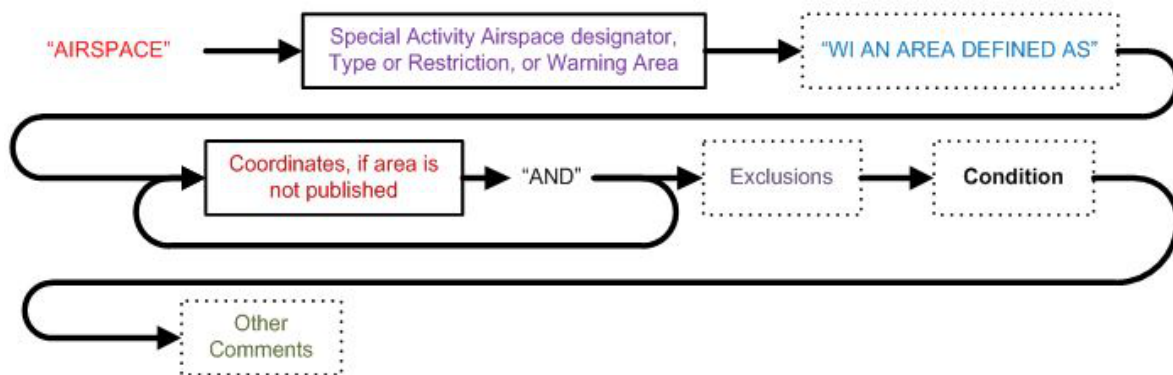 “AIRSPACE”
Special Activity Airspace designator,
Type or Restriction, or Warning Area
“WI AN AREA DEFINED AS”
Coordinates, if area is
not published
“AND”
Exclusions
Condition
Other
Comments